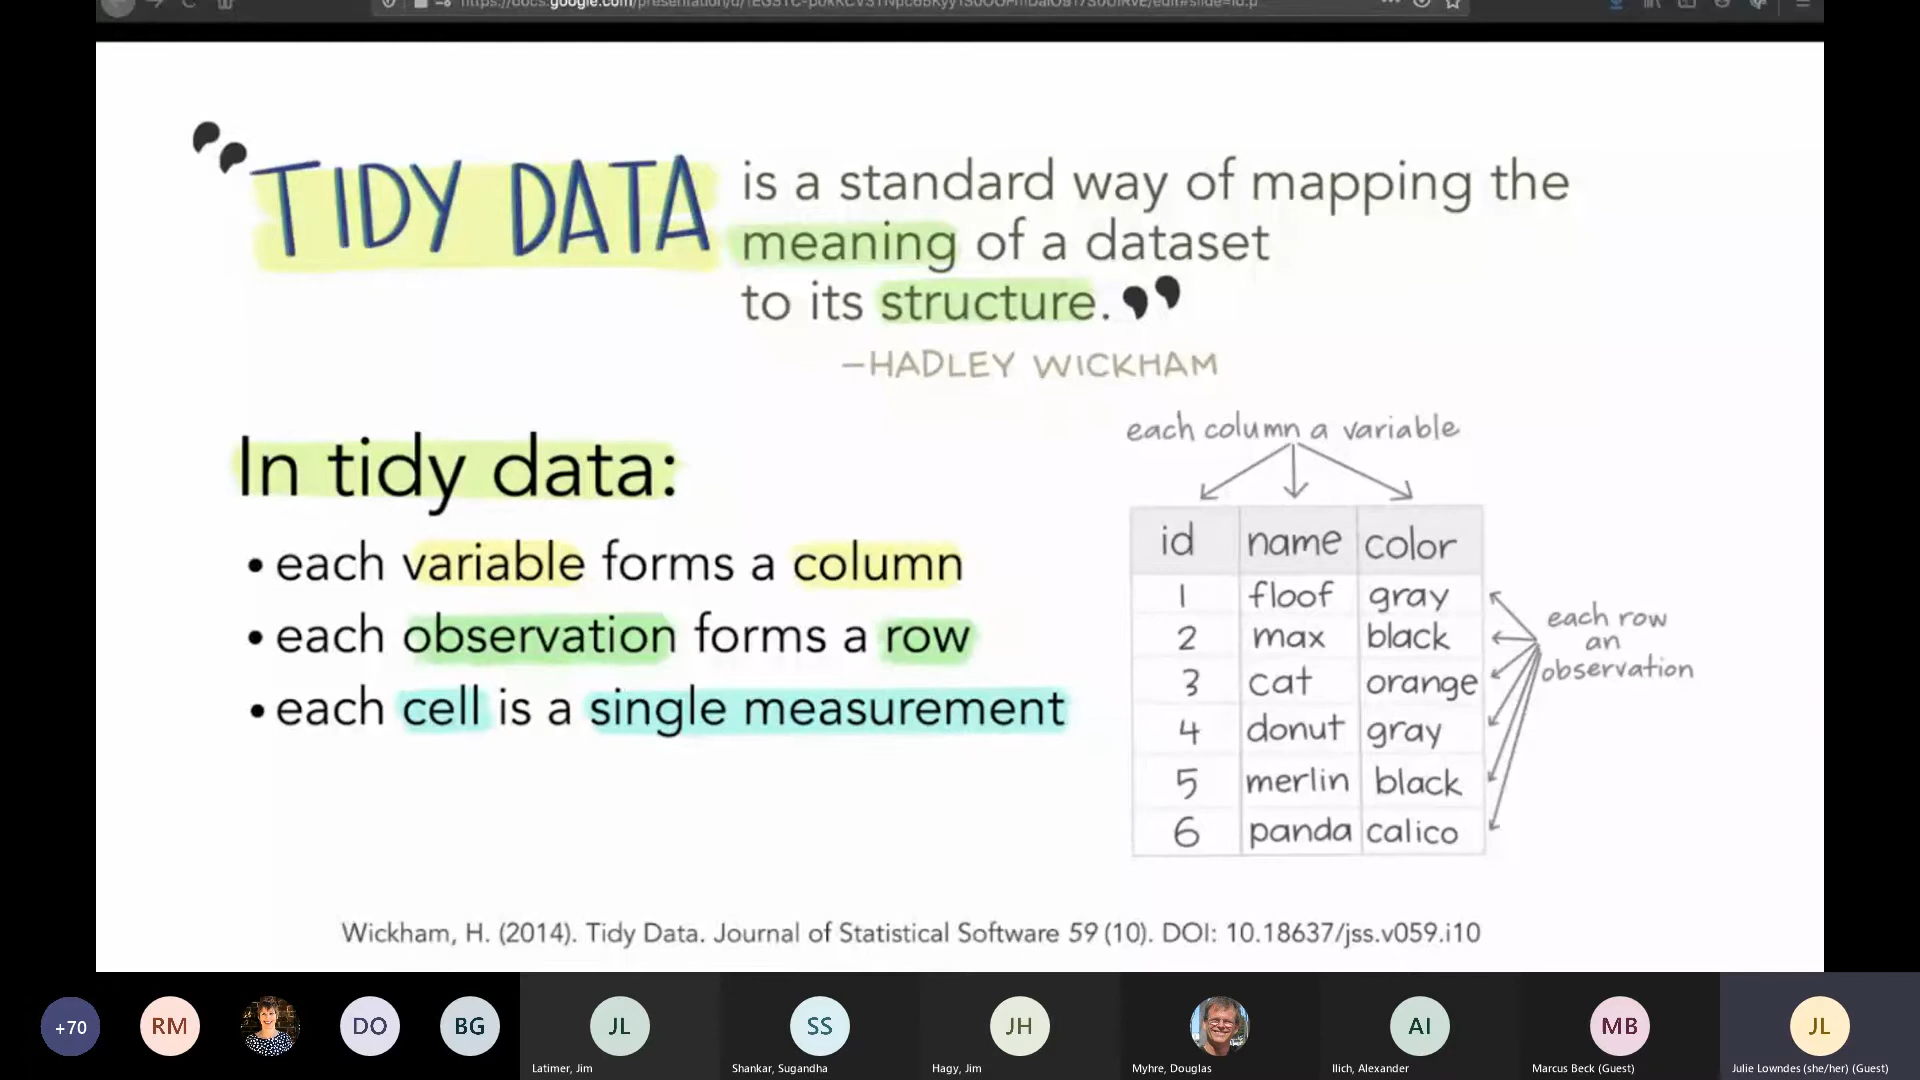 TIDY DATA is a standard way of mapping the
meaning of a dataset
to its structure.
—HADLEY WICKHAM
In tidy data:
• each variable forms a column
• each observation forms a row
• each cell is a single measurement
each column a variable
id name color
1 floof gray
2 max black
3 cat orange
4 donut gray
5 merlin black
6 panda calico
each row
an
observation
Wickham, H. (2014). Tidy Data. Journal of Statistical Software 59 (10). DOI: 10.18637/jss.v059.i10
+70 RM DO BG JL SS JH AI MB JL
Latimer, Jim Shankar, Sugandha Hagy, Jim Myhre, Douglas Ilich, Alexander Marcus Beck (Guest) Julie Lowndes (she/her) (Guest)